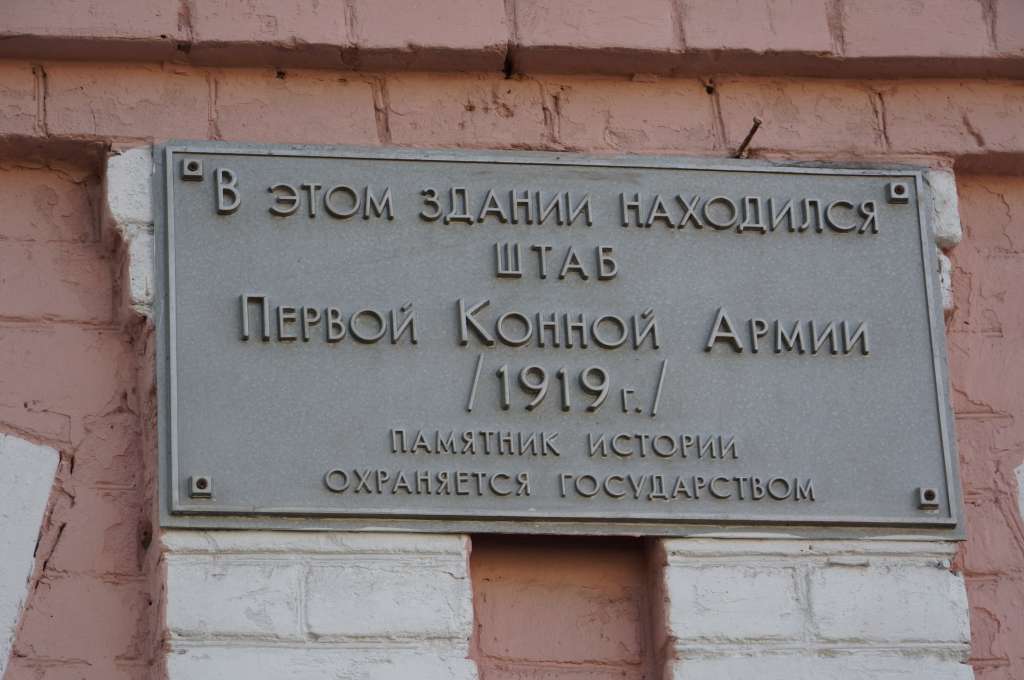 В этом здании находился
штаб
Первой Конной Армии
/1919 г./
памятник истории
охраняется государством